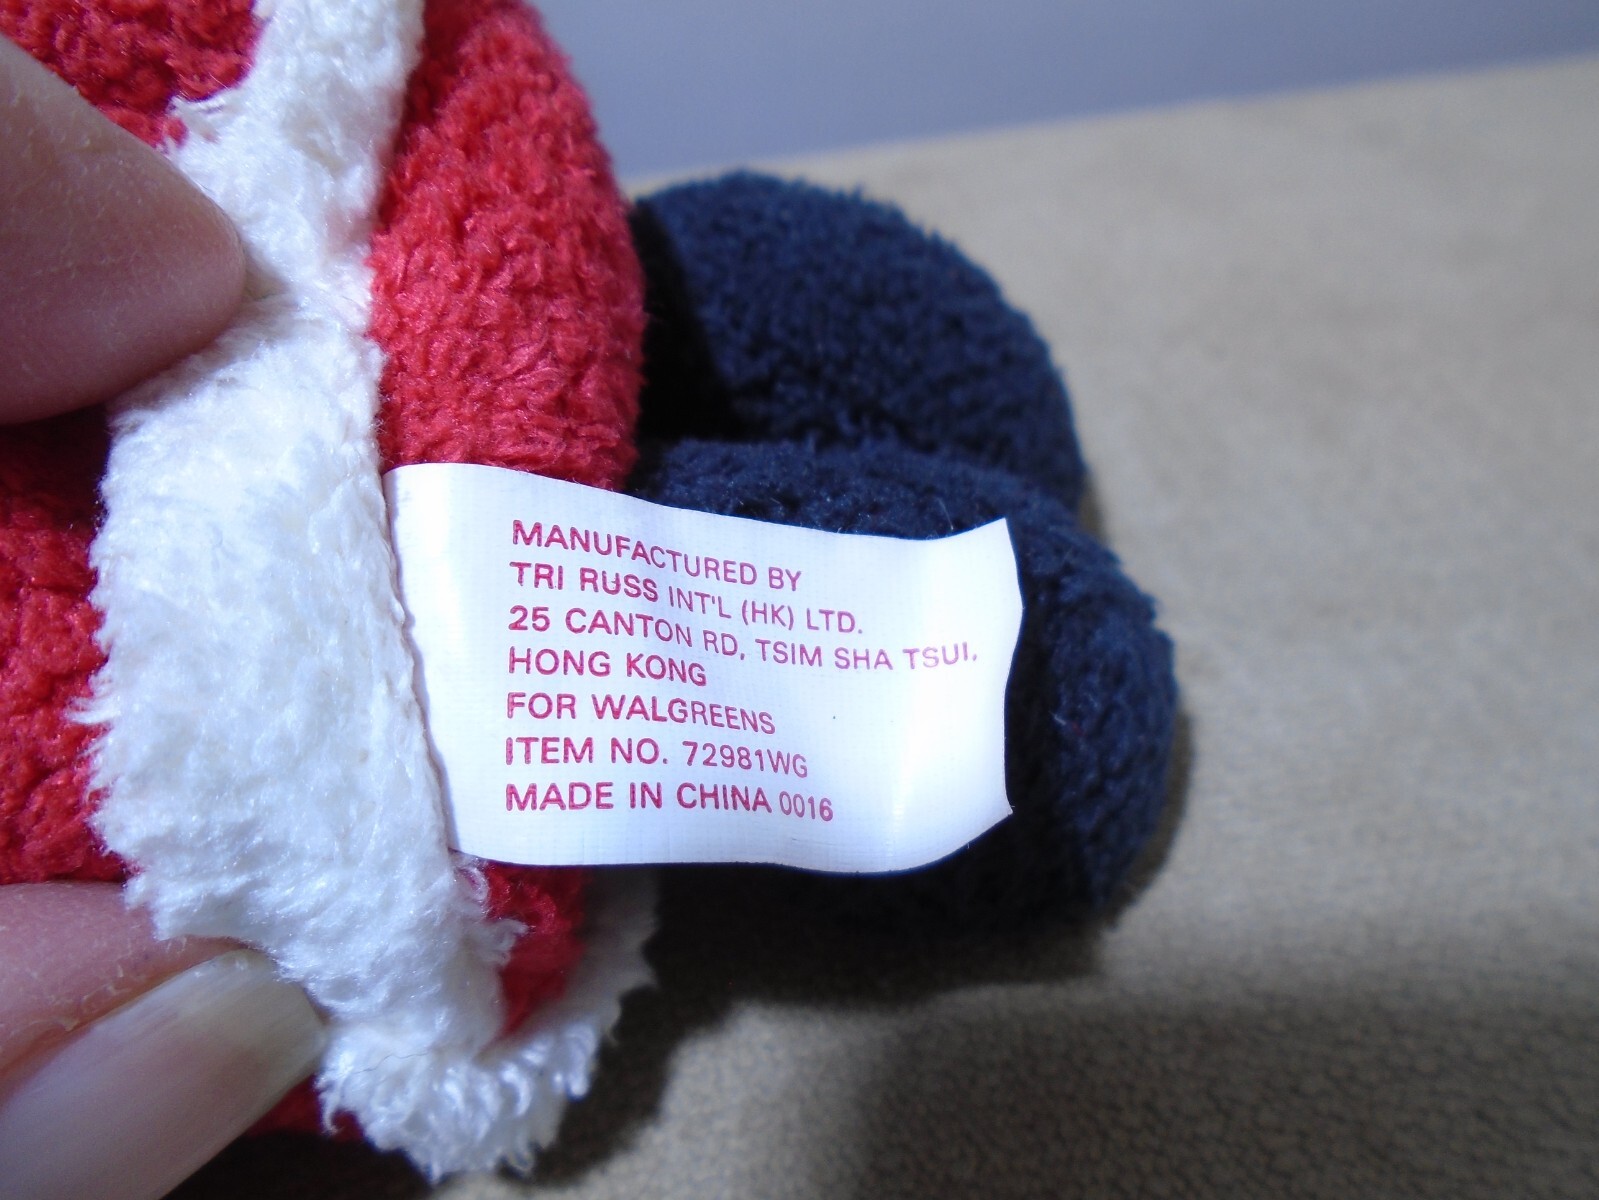 MANUFACTURED BY
TRI RUSS INT'L (HK) LTD.
25 CANTON RD, TSIM SHA TSUI,
HONG KONG
FOR WALGREENS
ITEM NO. 72981WG
MADE IN CHINA 0016